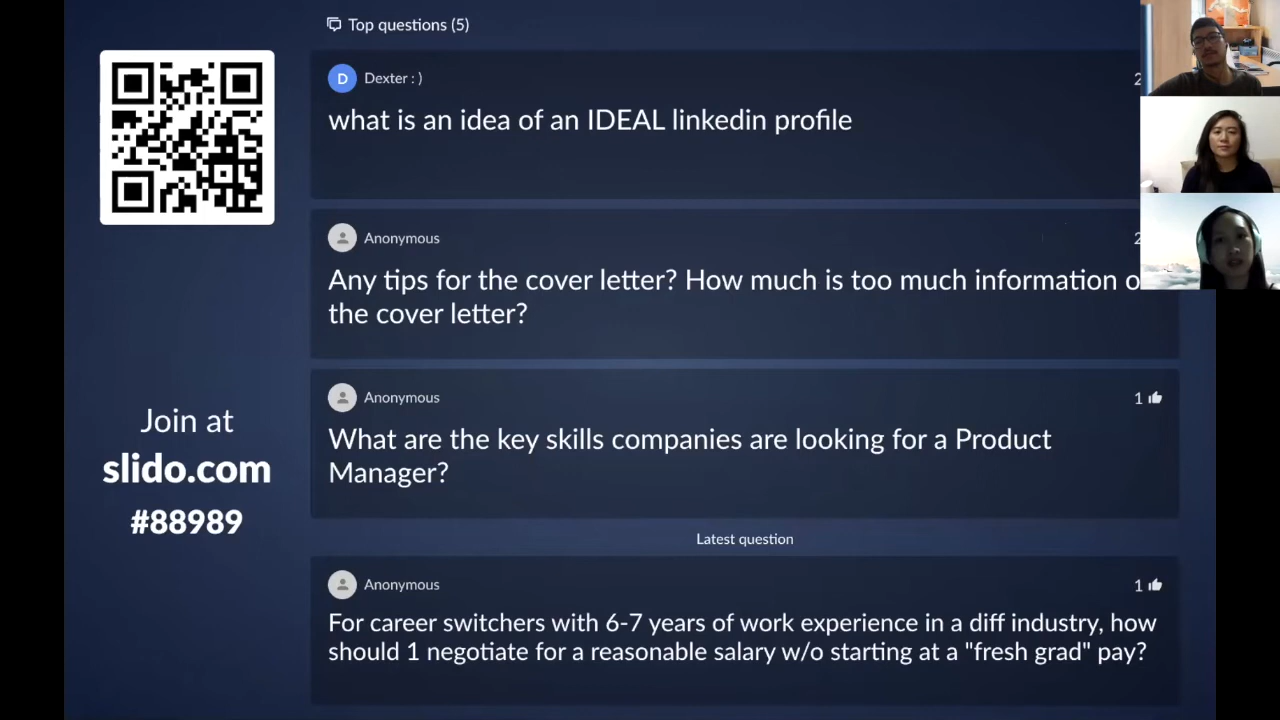 Top questions (5)
D Dexter : )
2
what is an idea of an IDEAL linkedin profile
Anonymous
2
Any tips for the cover letter? How much is too much information
the cover letter?
Anonymous
1
What are the key skills companies are looking for a Product
Manager?
Latest question
Anonymous
1
For career switchers with 6-7 years of work experience in a diff industry, how
should 1 negotiate for a reasonable salary w/o starting at a "fresh grad" pay?
Join at
slido.com
#88989